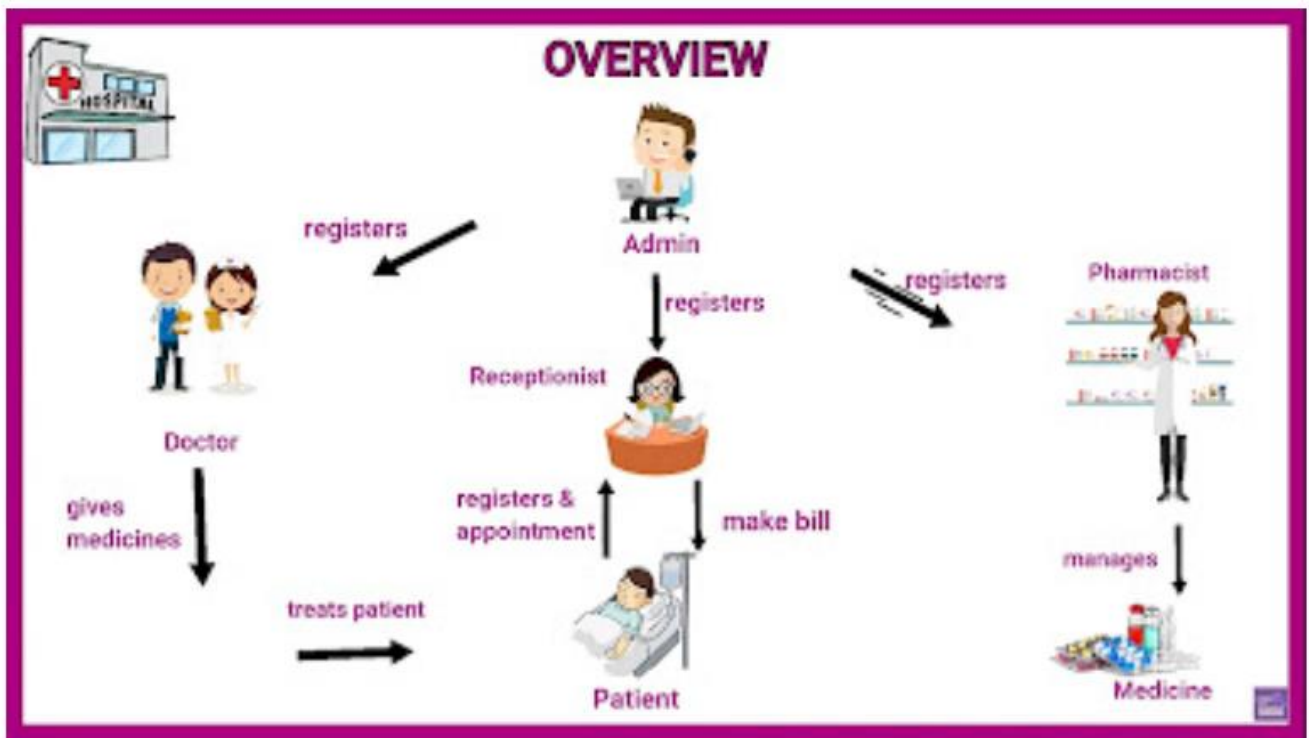 OVERVIEW
HOSPITAL
Admin
registers
registers
registers
Pharmacist
Receptionist
Doctor
gives
medicines
registers &
appointment
make bill
manages
treats patient
Patient
Medicine